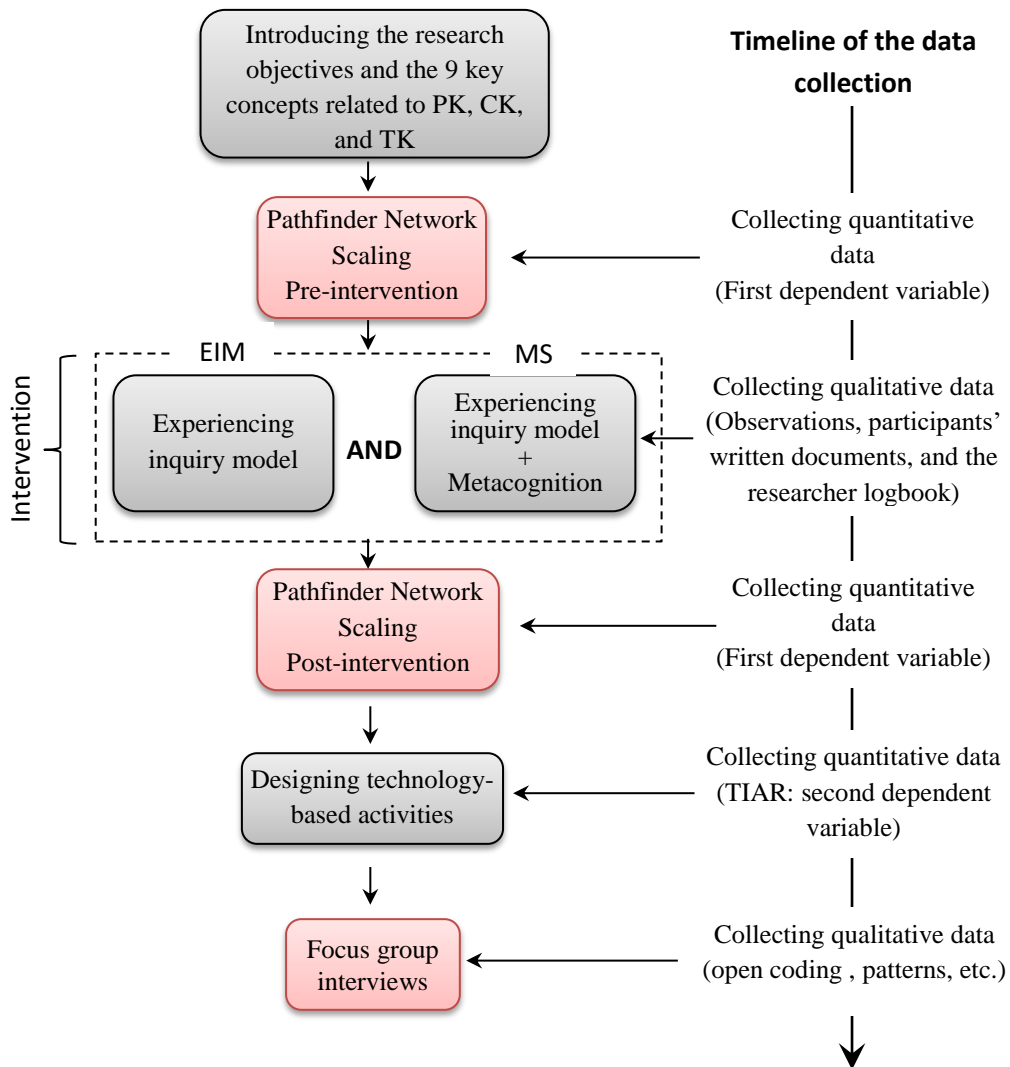 Introducing the research
objectives and the 9 key
concepts related to PK, CK,
and TK
Timeline of the data
collection
Pathfinder Network
Scaling
Pre-intervention
Collecting quantitative
data
(First dependent variable)
Intervention
EIM
MS
Experiencing
inquiry model
AND
Experiencing
inquiry model
+
Metacognition
Collecting qualitative data
(Observations, participants’
written documents, and the
researcher logbook)
Pathfinder Network
Scaling
Post-intervention
Collecting quantitative
data
(First dependent variable)
Designing technology-
based activities
Collecting quantitative data
(TIAR: second dependent
variable)
Focus group
interviews
Collecting qualitative data
(open coding , patterns, etc.)